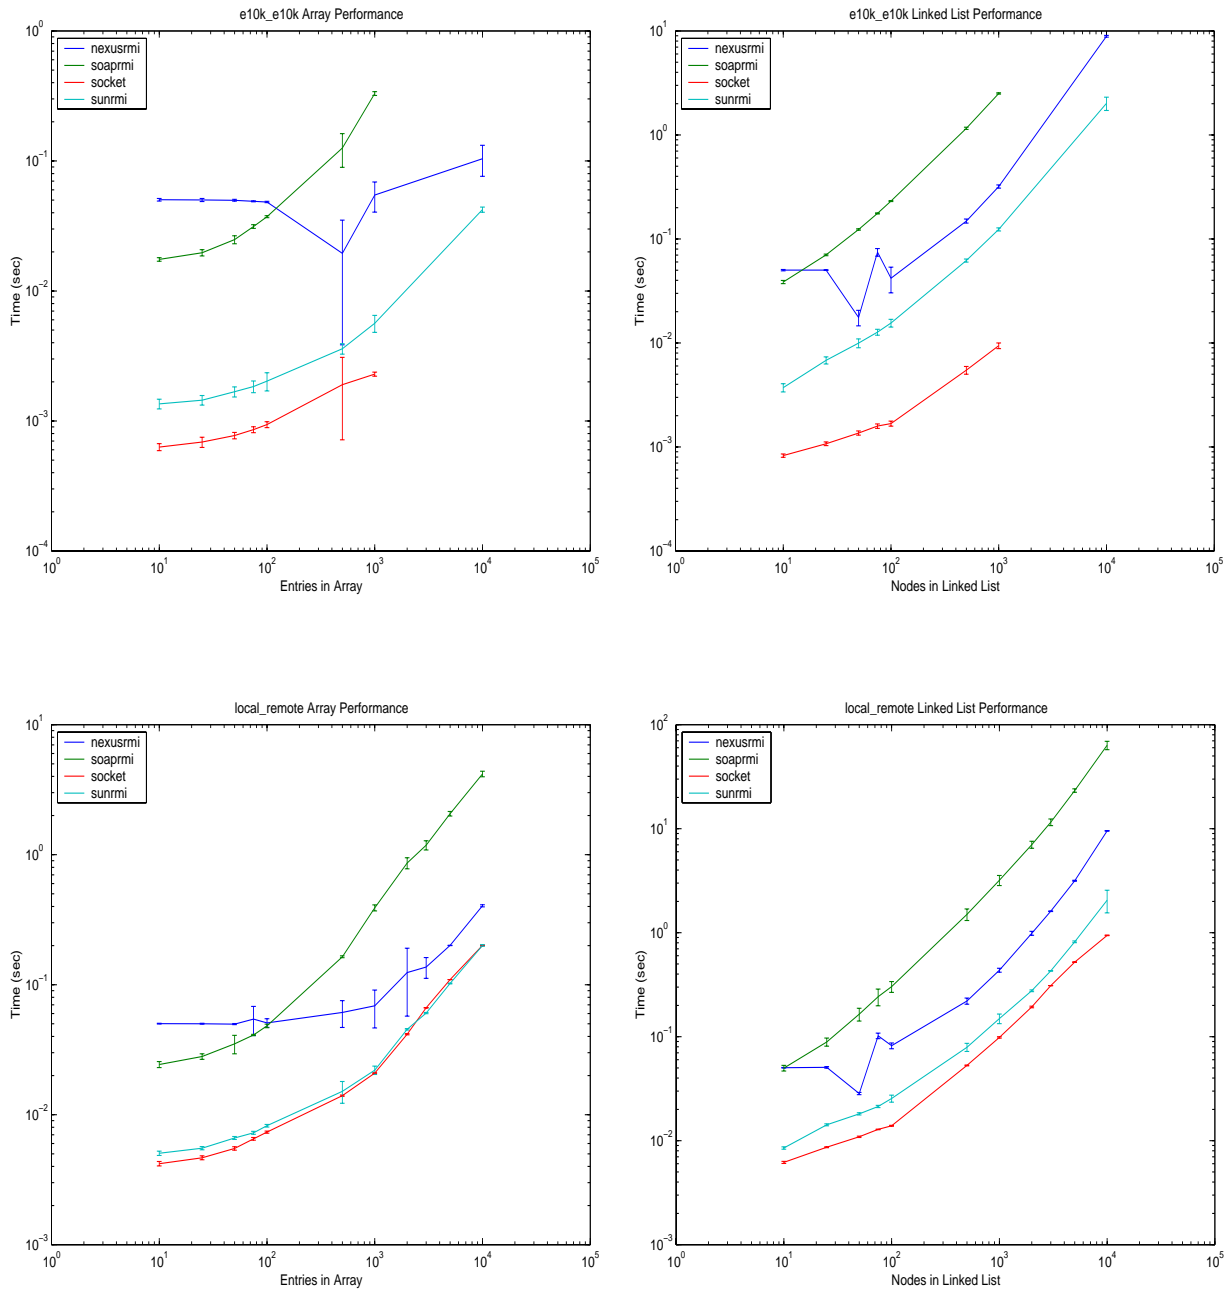 e10k_e10k Array Performance
10^0
10^-1
10^-2
10^-3
10^-4
Time (sec)
nexusrmi
soaprmi
socket
sunrmi
10^0 10^1 10^2 10^3 10^4 10^5
Entries in Array
e10k_e10k Linked List Performance
10^1
10^0
10^-1
10^-2
10^-3
10^-4
Time (sec)
nexusrmi
soaprmi
socket
sunrmi
10^0 10^1 10^2 10^3 10^4 10^5
Nodes in Linked List
local_remote Array Performance
10^1
10^0
10^-1
10^-2
10^-3
Time (sec)
nexusrmi
soaprmi
socket
sunrmi
10^0 10^1 10^2 10^3 10^4 10^5
Entries in Array
local_remote Linked List Performance
10^2
10^1
10^0
10^-1
10^-2
10^-3
Time (sec)
nexusrmi
soaprmi
socket
sunrmi
10^0 10^1 10^2 10^3 10^4 10^5
Nodes in Linked List